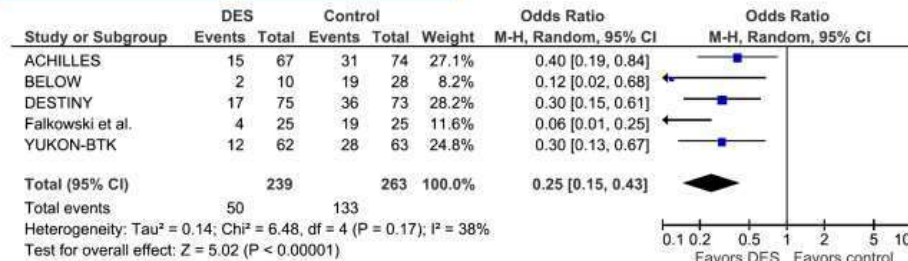 DES Control Odds Ratio Odds Ratio
Study or Subgroup Events Total Events Total Weight M-H, Random, 95% CI M-H, Random, 95% CI
ACHILLES 15 67 31 74 27.1% 0.40 [0.19, 0.84]
BELOW 2 10 19 28 8.2% 0.12 [0.02, 0.68]
DESTINY 17 75 36 73 28.2% 0.30 [0.15, 0.61]
Falkowski et al. 4 25 19 25 11.6% 0.06 [0.01, 0.25]
YUKON-BTK 12 62 28 63 24.8% 0.30 [0.13, 0.67]
Total (95% CI) 239 263 100.0% 0.25 [0.15, 0.43]
Total events 50 133
Heterogeneity: Tau² = 0.14; Chi² = 6.48, df = 4 (P = 0.17); I² = 38%
Test for overall effect: Z = 5.02 (P < 0.00001)
0.1 0.2 0.5 1 2 5 10
Favors DES Favors control